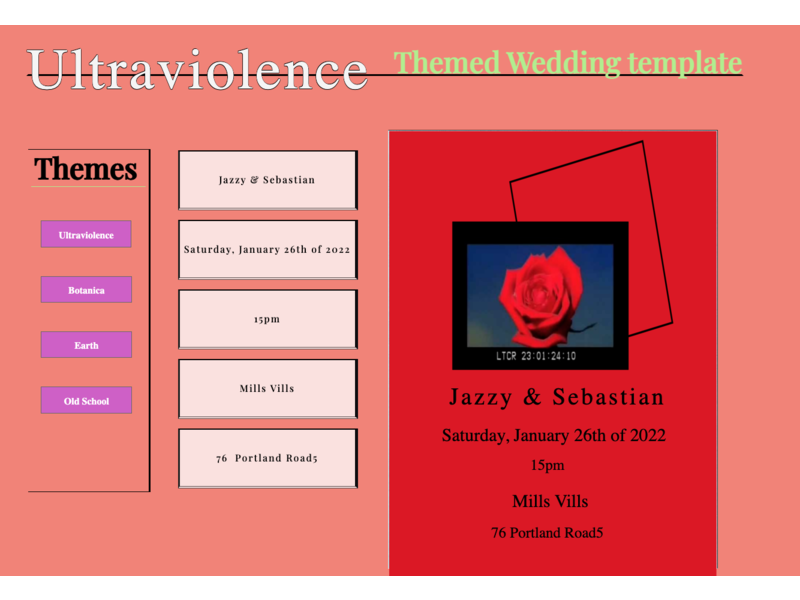 Ultraviolence
Themed Wedding template
Themes
Ultraviolence
Botanica
Earth
Old School
Jazzy & Sebastian
Saturday, January 26th of 2022
15pm
Mills Vills
76 Portland Road5
LTCR 23:01:24:10
Jazzy & Sebastian
Saturday, January 26th of 2022
15pm
Mills Vills
76 Portland Road5